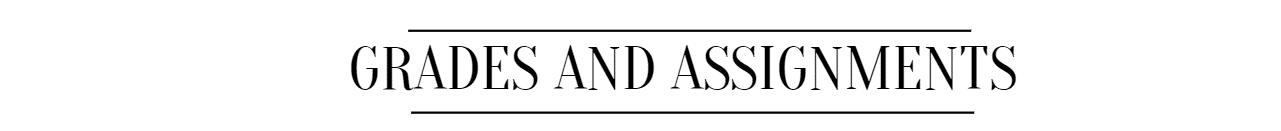 GRADES AND ASSIGNMENTS